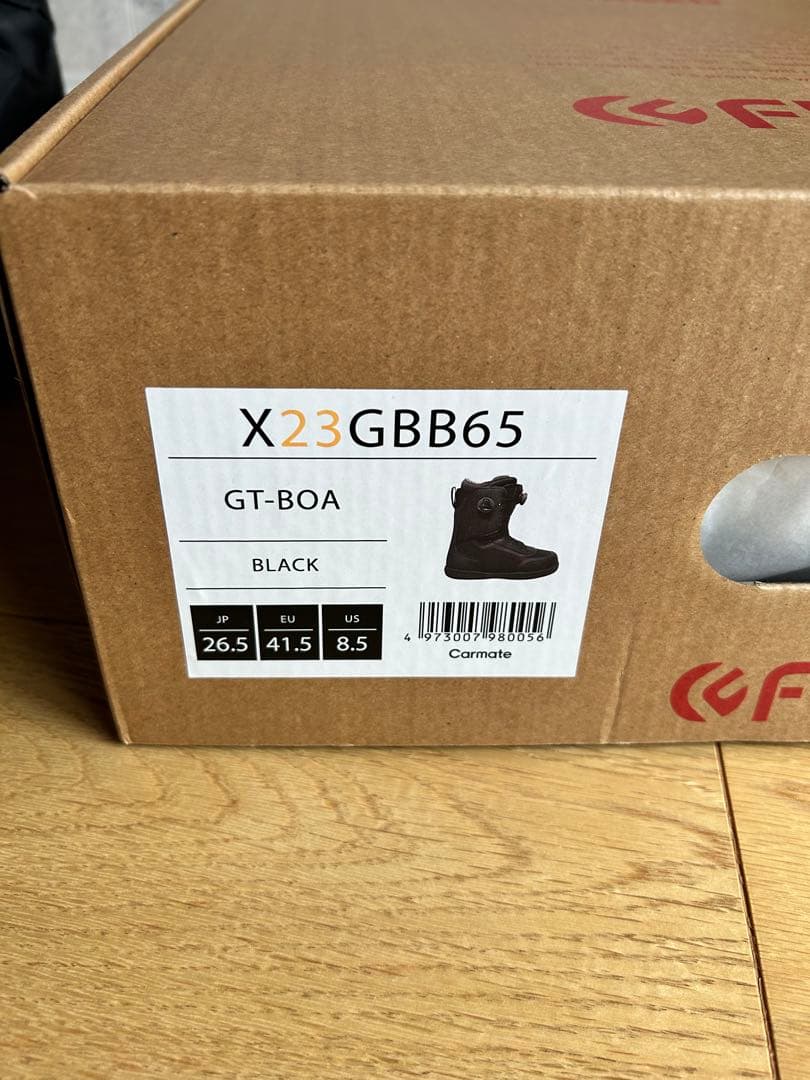 X23GBB65
GT-BOA
BLACK
JP EU US
26.5 41.5 8.5
4 973007 980056
Carmate